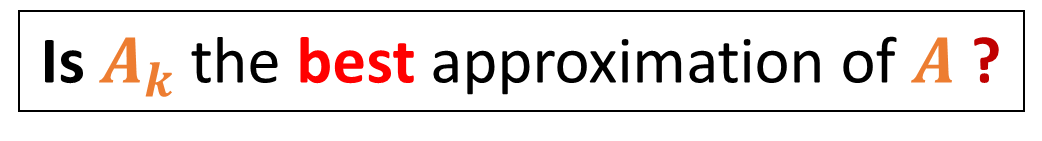 Is A_k the best approximation of A ?